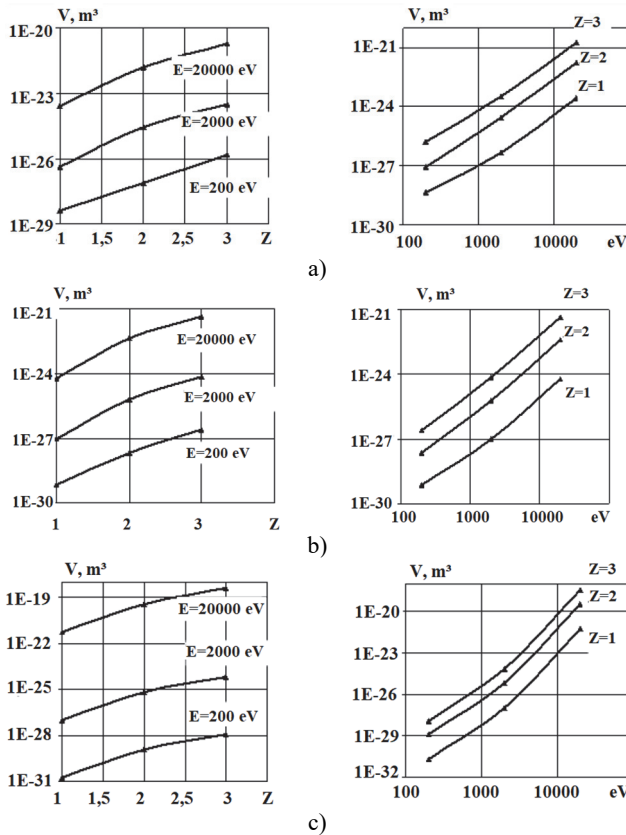 V, m³
1E-20
1E-23
1E-26
1E-29
E=20000 eV
E=2000 eV
E=200 eV
1 1,5 2 2,5 3 Z
V, m³
1E-21
1E-24
1E-27
1E-30
Z=3
Z=2
Z=1
100 1000 10000 eV
a)
V, m³
1E-21
1E-24
1E-27
1E-30
E=20000 eV
E=2000 eV
E=200 eV
1 2 3 Z
V, m³
1E-21
1E-24
1E-27
1E-30
Z=3
Z=2
Z=1
100 1000 10000 eV
b)
V, m³
1E-19
1E-22
1E-25
1E-28
1E-31
E=20000 eV
E=2000 eV
E=200 eV
1 1,5 2 2,5 3 Z
V, m³
1E-20
1E-23
1E-26
1E-29
1E-32
Z=3
Z=2
Z=1
100 1000 10000 eV
c)